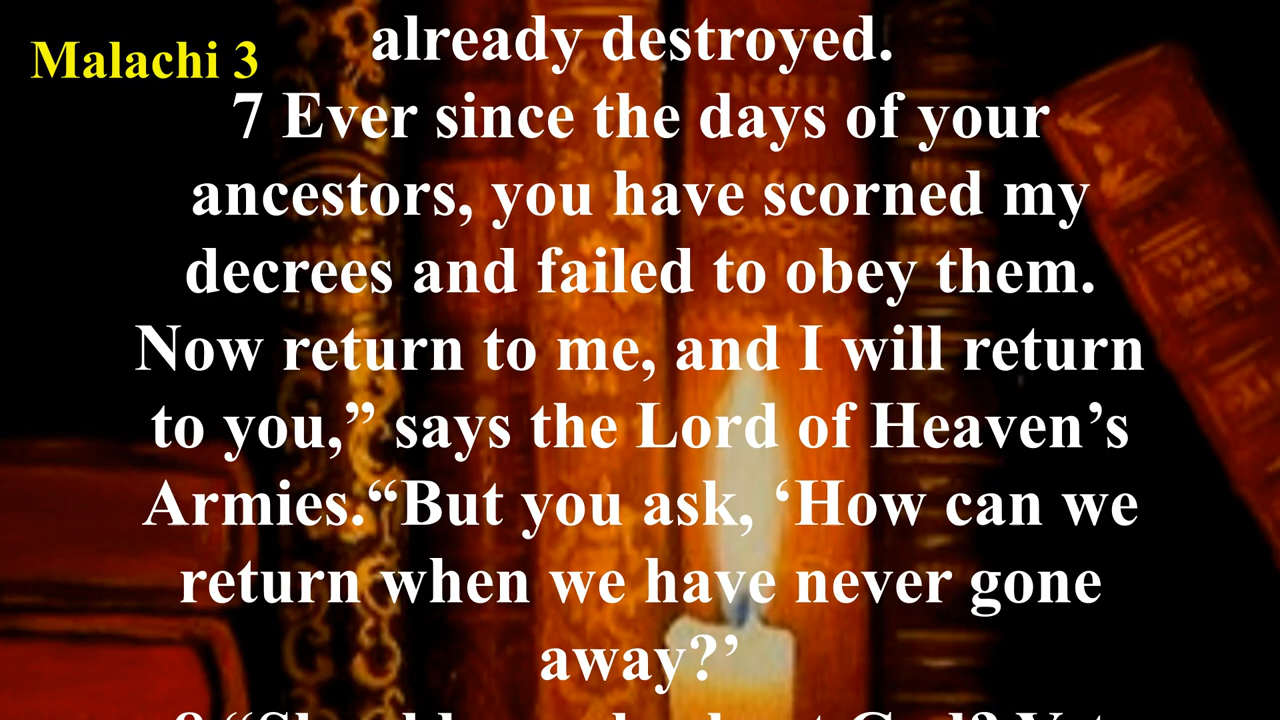 Malachi 3
already destroyed.
7 Ever since the days of your
ancestors, you have scorned my
decrees and failed to obey them.
Now return to me, and I will return
to you,” says the Lord of Heaven’s
Armies.“But you ask, ‘How can we
return when we have never gone
away?’